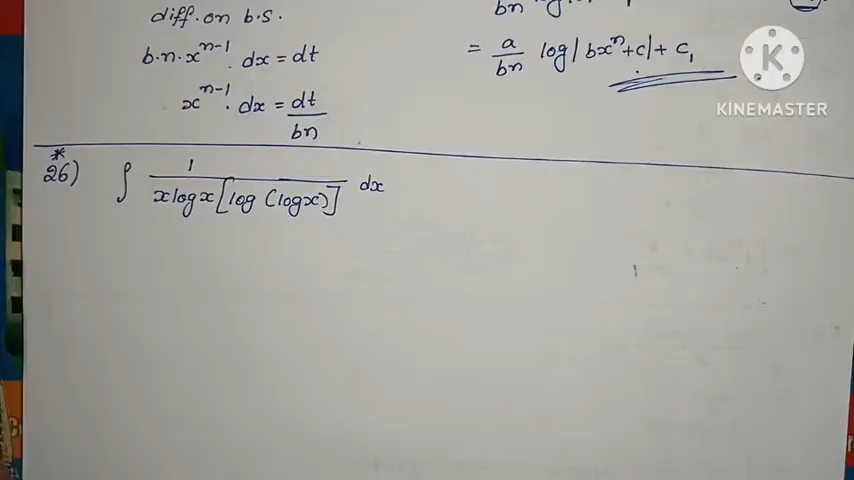 diff. on b.s.
b.n.x^{n-1} . dx = dt
x^{n-1} . dx = dt/bn
bn
= a/bn log|bx^n+c| + c₁
K
KINEMASTER
*
26) ∫ 1/(x log x [log (log x)]) dx